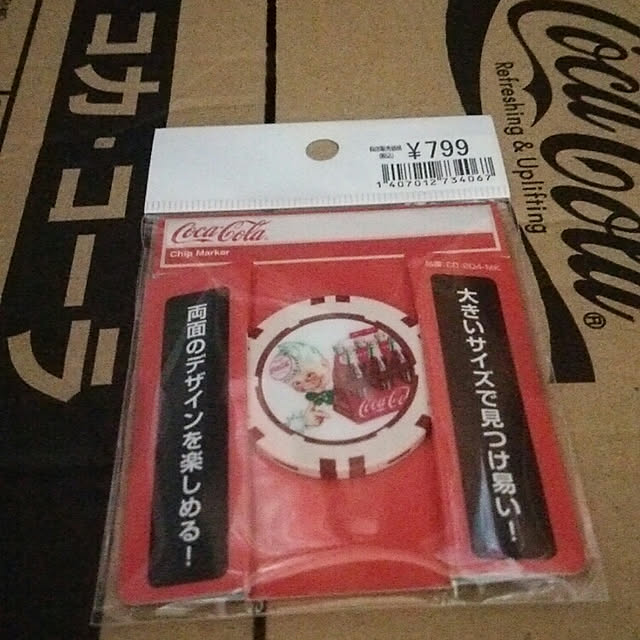 コカ・コーラ
Coca-Cola®
Refreshing & Uplifting
¥799
1407012734067
Coca-Cola
Chip Marker
両面のデザインを楽しめる！
大きいサイズで見つけ易い！
Coca-Cola